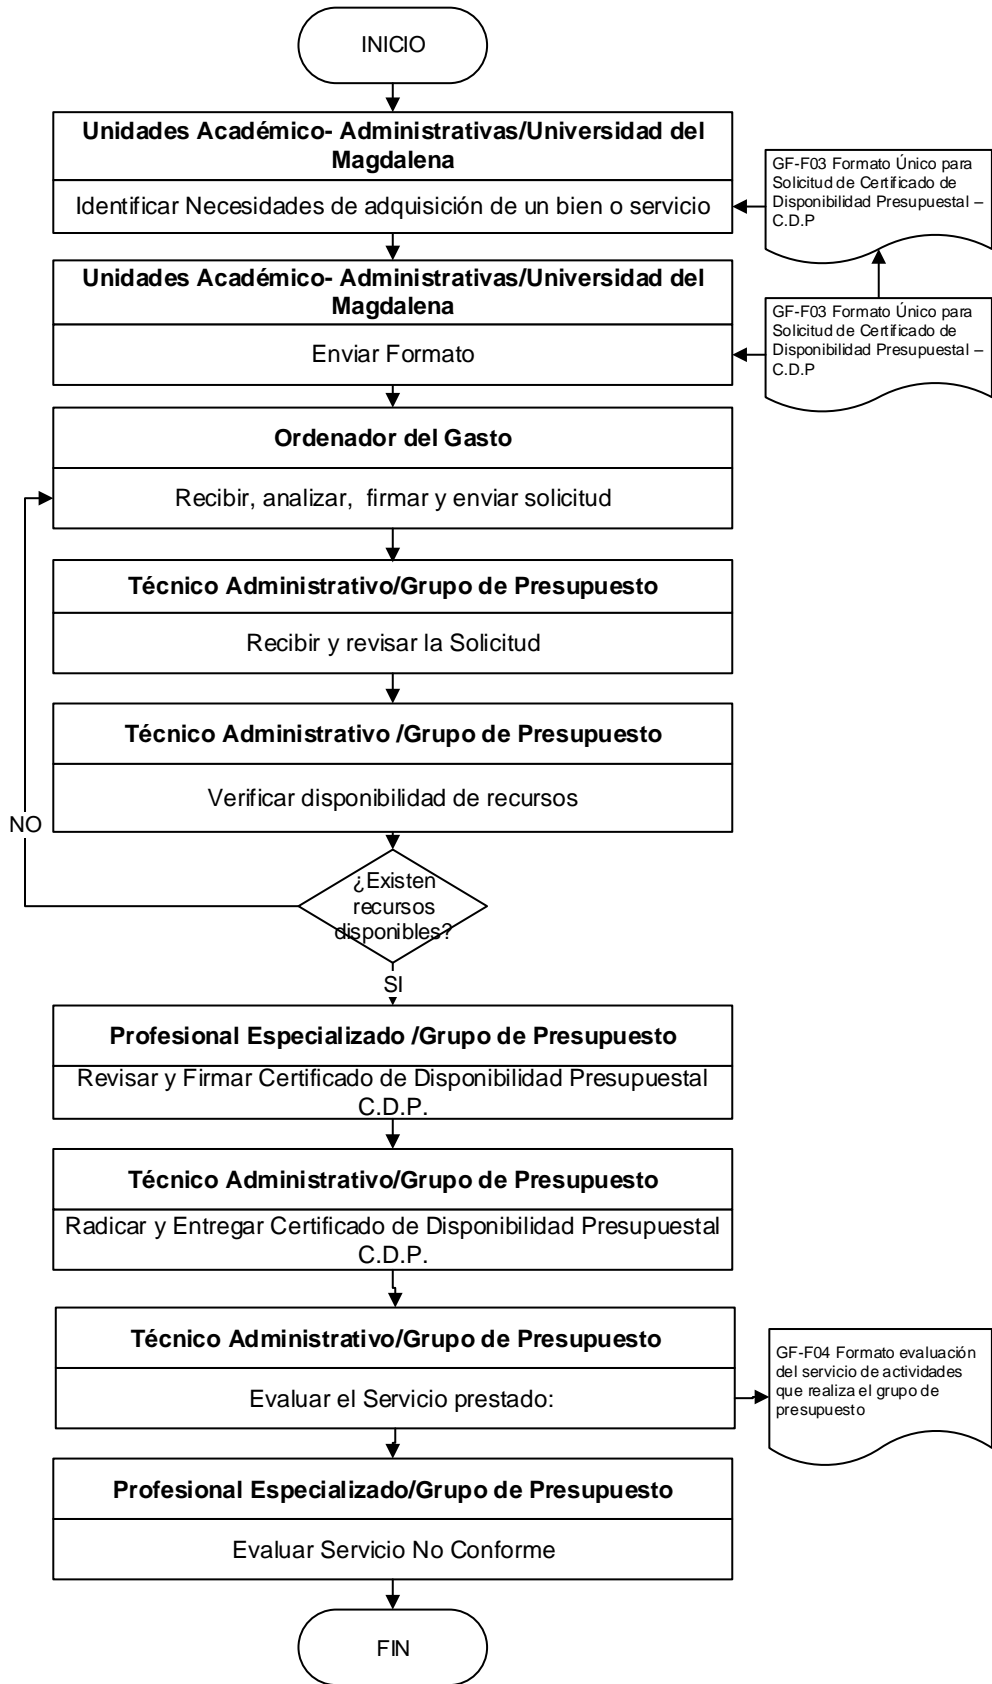 INICIO
Unidades Académico- Administrativas/Universidad del
Magdalena
Identificar Necesidades de adquisición de un bien o servicio
GF-F03 Formato Único para
Solicitud de Certificado de
Disponibilidad Presupuestal –
C.D.P
Unidades Académico- Administrativas/Universidad del
Magdalena
Enviar Formato
GF-F03 Formato Único para
Solicitud de Certificado de
Disponibilidad Presupuestal –
C.D.P
Ordenador del Gasto
Recibir, analizar, firmar y enviar solicitud
Técnico Administrativo/Grupo de Presupuesto
Recibir y revisar la Solicitud
Técnico Administrativo /Grupo de Presupuesto
Verificar disponibilidad de recursos
NO
¿Existen
recursos
disponibles?
SI
Profesional Especializado /Grupo de Presupuesto
Revisar y Firmar Certificado de Disponibilidad Presupuestal
C.D.P.
Técnico Administrativo/Grupo de Presupuesto
Radicar y Entregar Certificado de Disponibilidad Presupuestal
C.D.P.
Técnico Administrativo/Grupo de Presupuesto
Evaluar el Servicio prestado:
GF-F04 Formato evaluación
del servicio de actividades
que realiza el grupo de
presupuesto
Profesional Especializado/Grupo de Presupuesto
Evaluar Servicio No Conforme
FIN